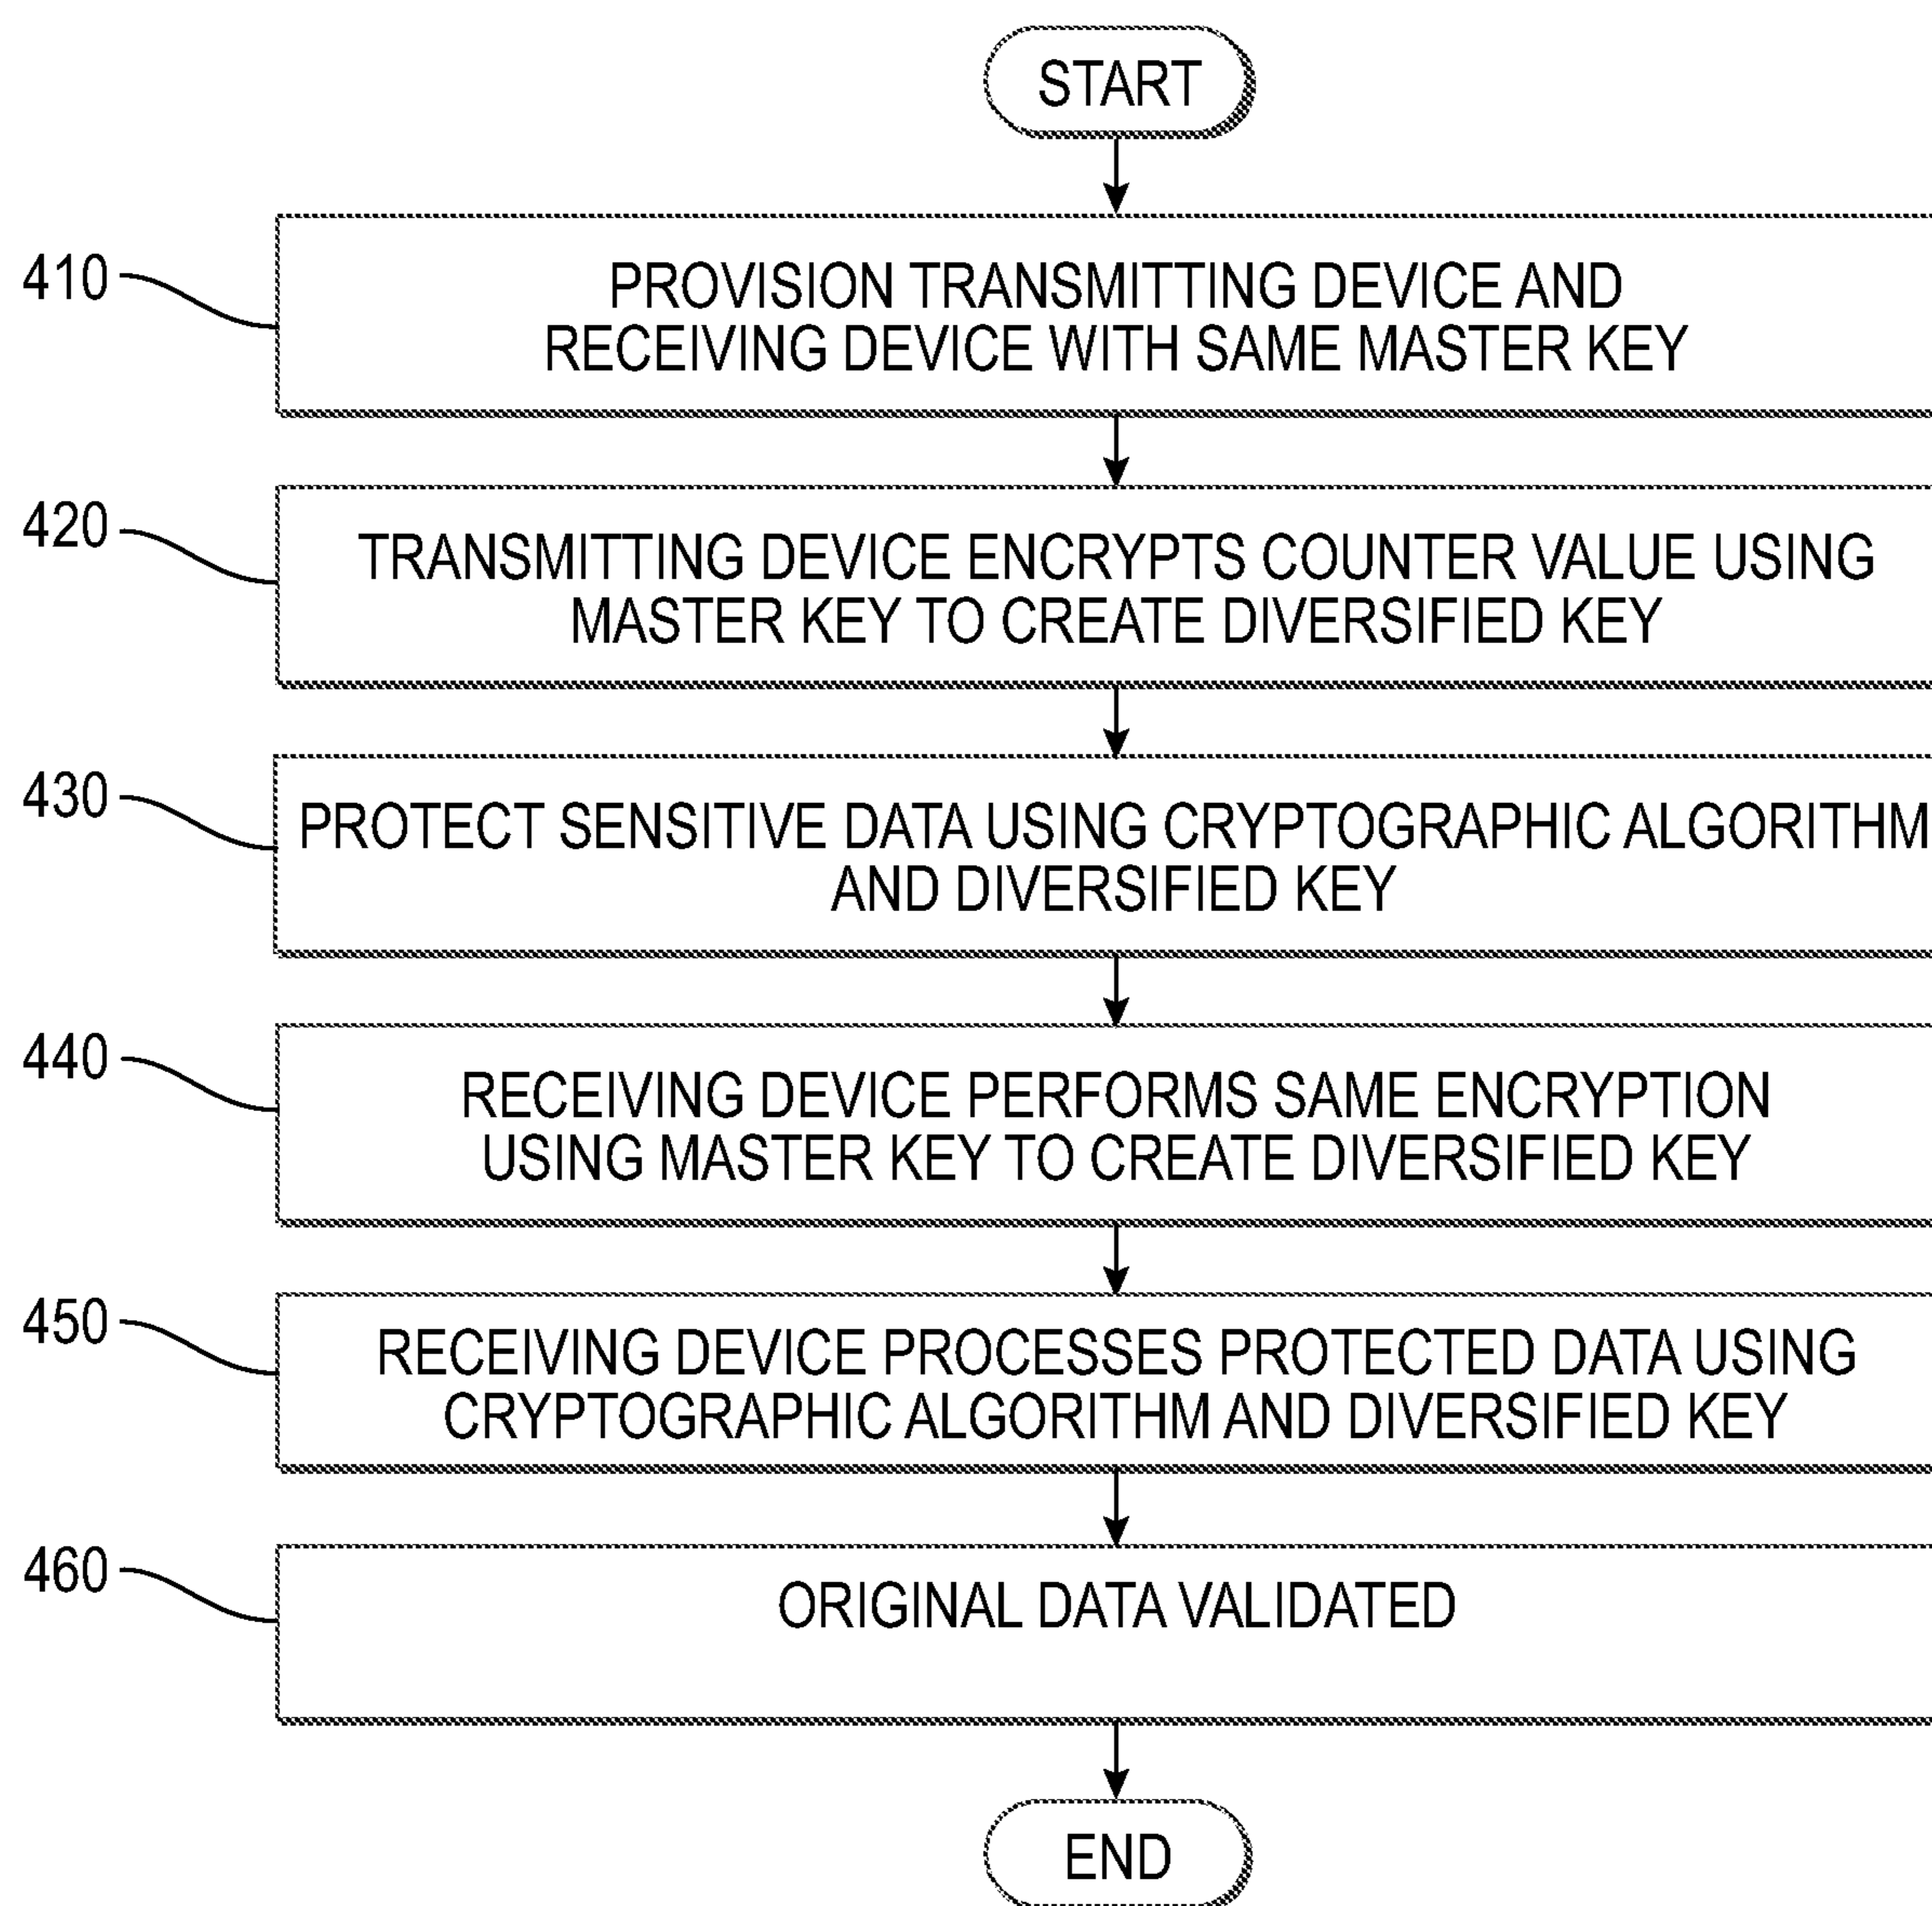 START
410
PROVISION TRANSMITTING DEVICE AND
RECEIVING DEVICE WITH SAME MASTER KEY
420
TRANSMITTING DEVICE ENCRYPTS COUNTER VALUE USING
MASTER KEY TO CREATE DIVERSIFIED KEY
430
PROTECT SENSITIVE DATA USING CRYPTOGRAPHIC ALGORITHM
AND DIVERSIFIED KEY
440
RECEIVING DEVICE PERFORMS SAME ENCRYPTION
USING MASTER KEY TO CREATE DIVERSIFIED KEY
450
RECEIVING DEVICE PROCESSES PROTECTED DATA USING
CRYPTOGRAPHIC ALGORITHM AND DIVERSIFIED KEY
460
ORIGINAL DATA VALIDATED
END